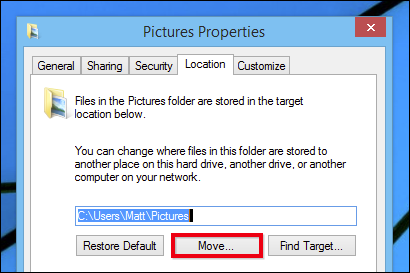 Pictures Properties
General Sharing Security Location Customize
Files in the Pictures folder are stored in the target
location below.
You can change where files in this folder are stored to
another place on this hard drive, another drive, or another
computer on your network.
C:\Users\Matt\Pictures
Restore Default Move... Find Target...